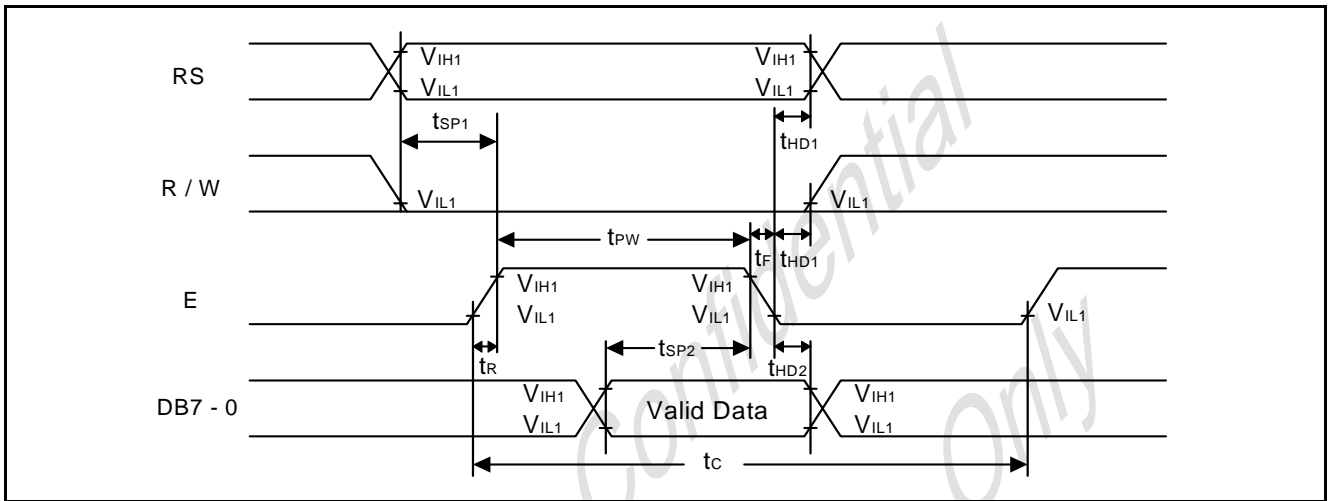 RS
VIH1 VIH1
VIL1 VIL1
tSP1
tHD1
R / W
VIL1 VIL1
tPW
tF tHD1
E
VIH1 VIH1
VIL1 VIL1 VIL1
tR
tSP2
tHD2
DB7 - 0
VIH1 Valid Data VIH1
VIL1 VIL1
tC
Confidential
Only